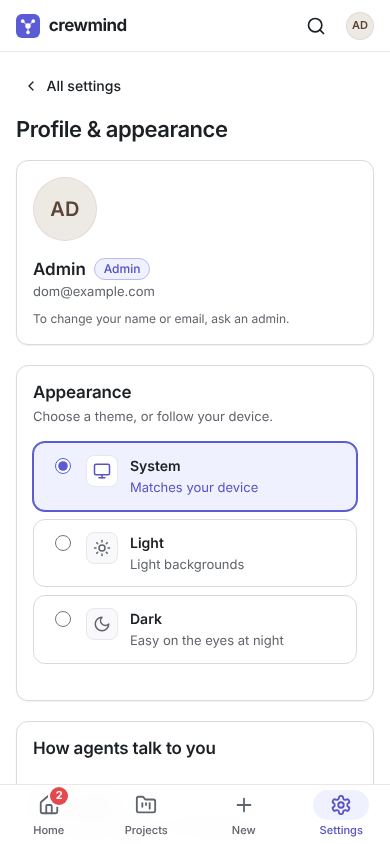 crewmind
AD
All settings
Profile & appearance
AD
Admin Admin
dom@example.com
To change your name or email, ask an admin.
Appearance
Choose a theme, or follow your device.
System
Matches your device
Light
Light backgrounds
Dark
Easy on the eyes at night
How agents talk to you
2
Home Projects New Settings